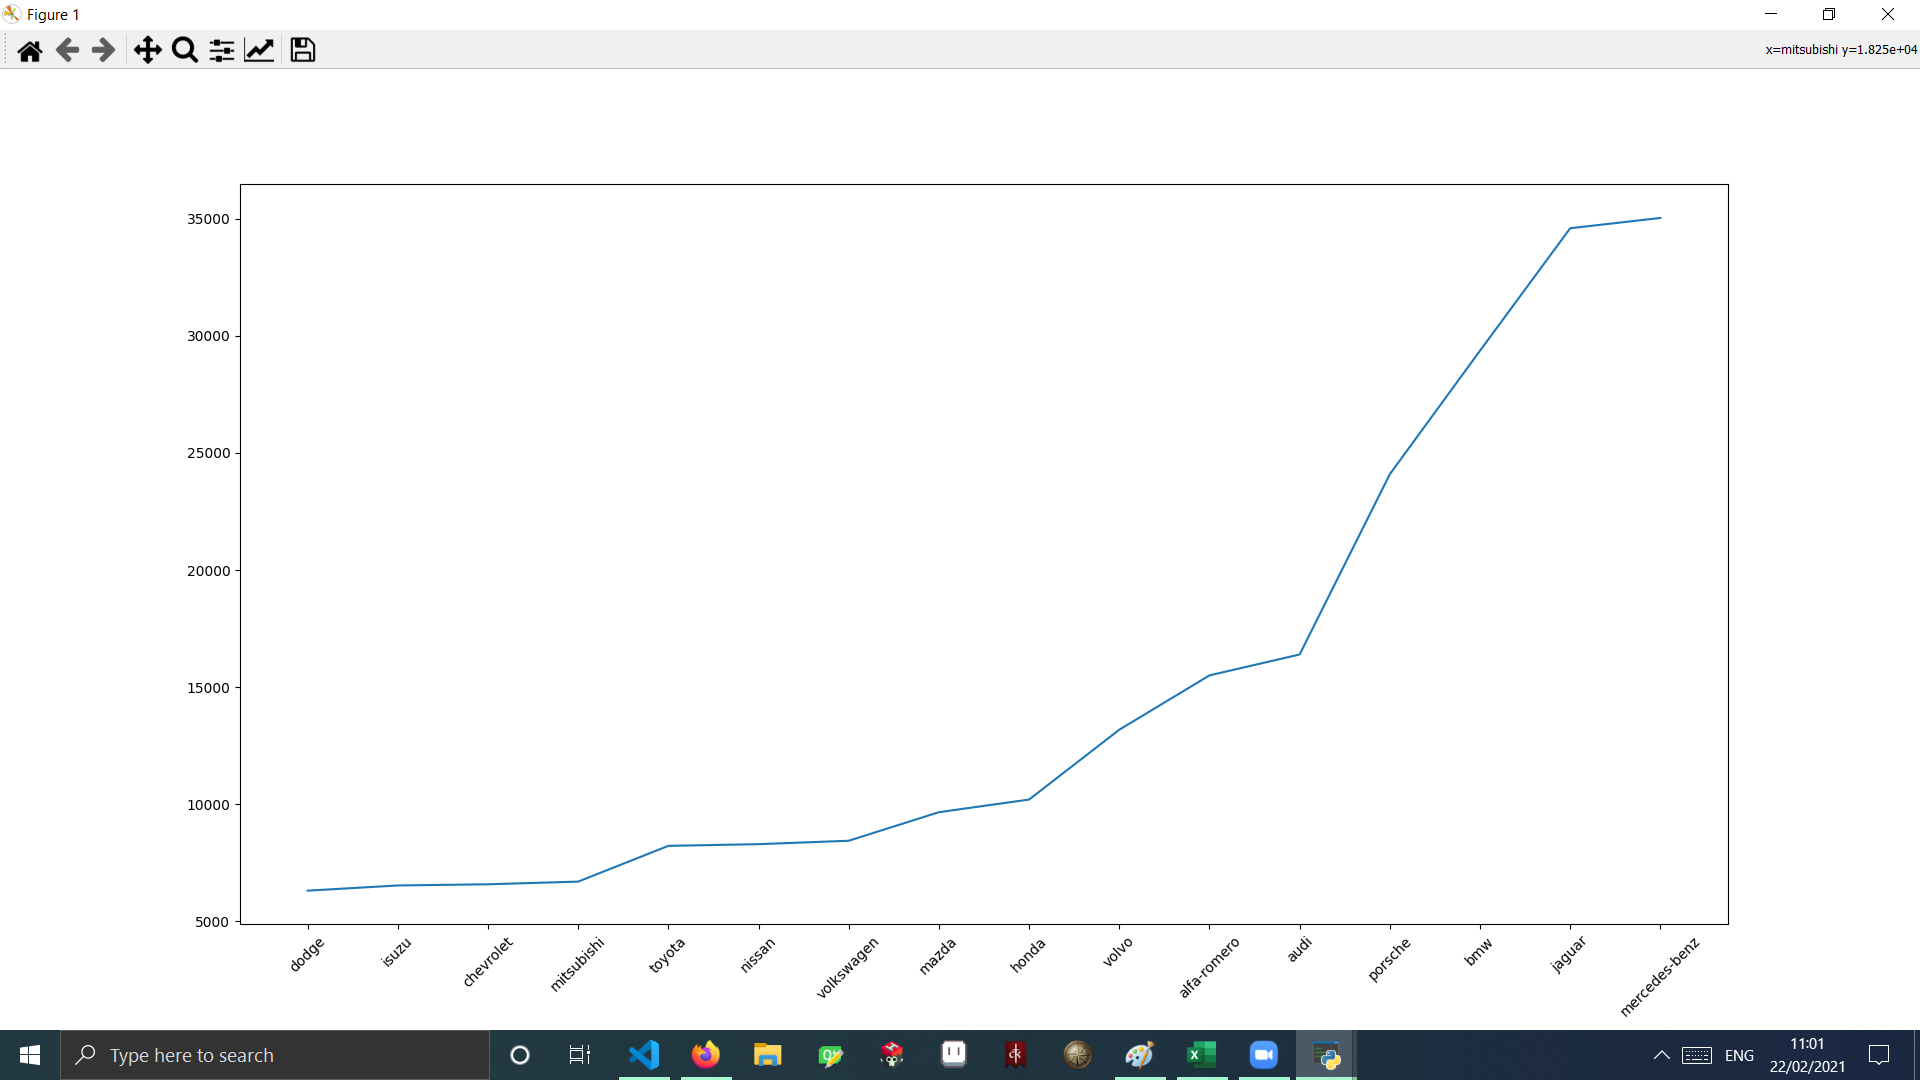 Figure 1
x=mitsubishi y=1.825e+04
35000
30000
25000
20000
15000
10000
5000
dodge
isuzu
chevrolet
mitsubishi
toyota
nissan
volkswagen
mazda
honda
volvo
alfa-romero
audi
porsche
bmw
jaguar
mercedes-benz
Type here to search
ENG
11:01
22/02/2021